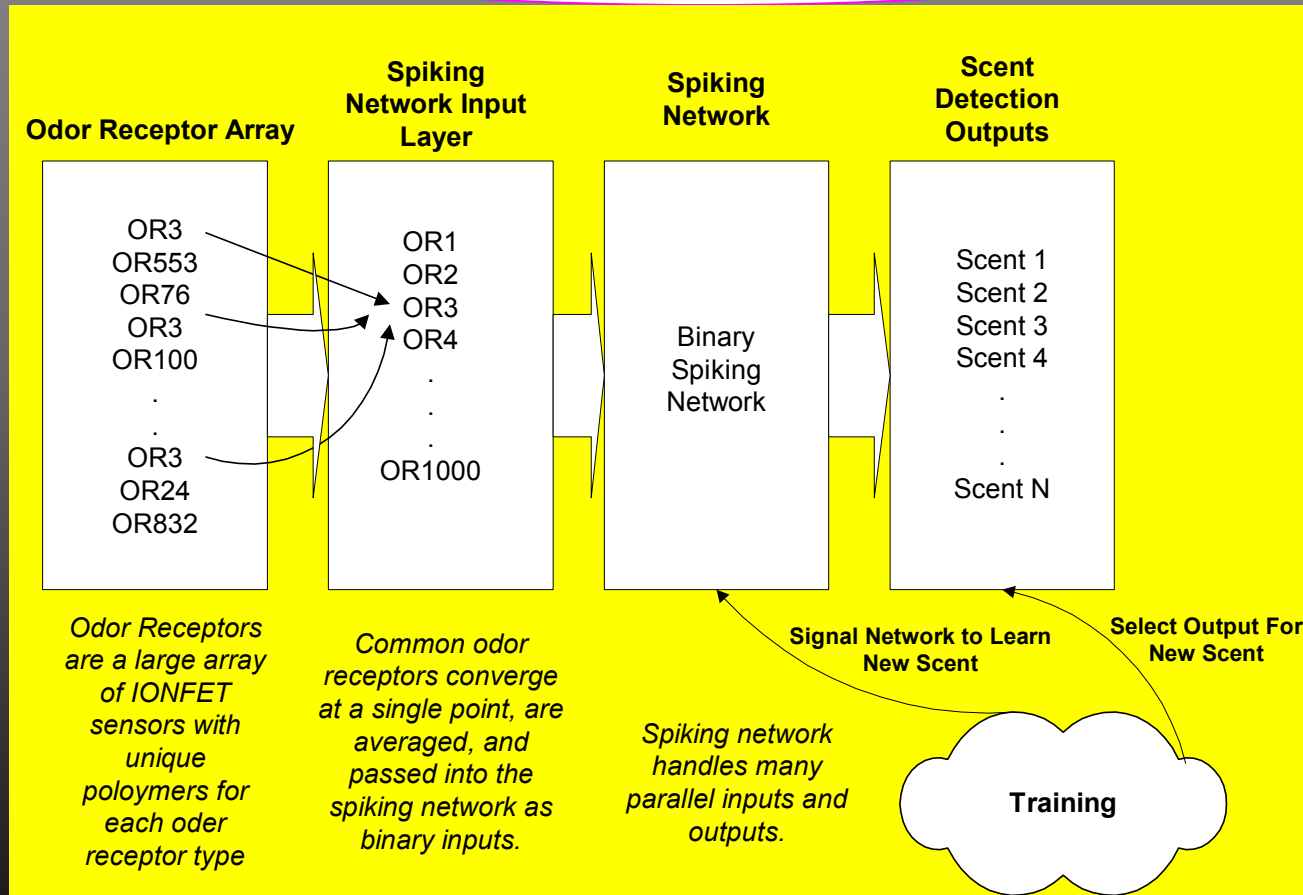 Odor Receptor Array
OR3
OR553
OR76
OR3
OR100
.
.
OR3
OR24
OR832
Odor Receptors
are a large array
of IONFET
sensors with
unique
poloymers for
each oder
receptor type
Spiking
Network Input
Layer
OR1
OR2
OR3
OR4
.
.
.
OR1000
Common odor
receptors converge
at a single point, are
averaged, and
passed into the
spiking network as
binary inputs.
Spiking
Network
Binary
Spiking
Network
Spiking network
handles many
parallel inputs and
outputs.
Scent
Detection
Outputs
Scent 1
Scent 2
Scent 3
Scent 4
.
.
.
Scent N
Signal Network to Learn
New Scent
Select Output For
New Scent
Training